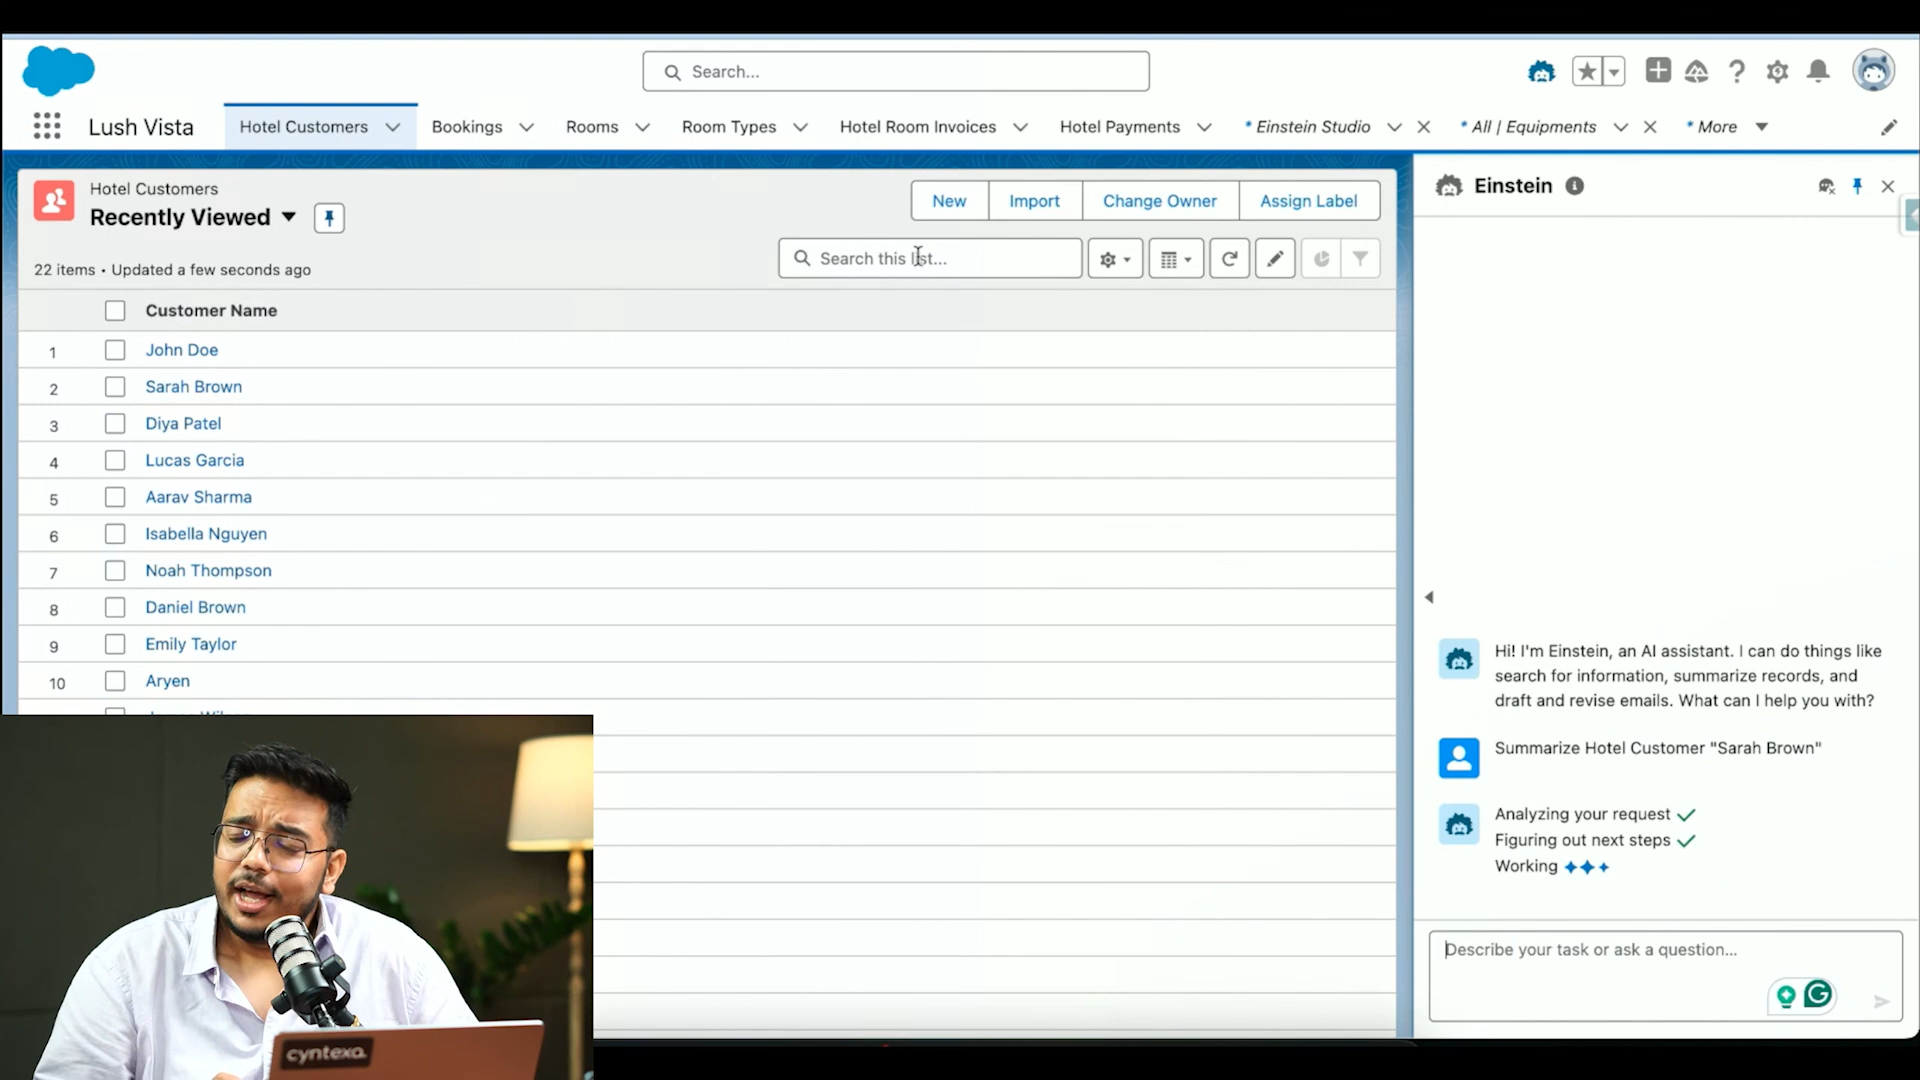 Search...
Lush Vista
Hotel Customers
Bookings
Rooms
Room Types
Hotel Room Invoices
Hotel Payments
* Einstein Studio
* All | Equipments
* More
Hotel Customers
Recently Viewed
New
Import
Change Owner
Assign Label
22 items • Updated a few seconds ago
Search this list...
Customer Name
1 John Doe
2 Sarah Brown
3 Diya Patel
4 Lucas Garcia
5 Aarav Sharma
6 Isabella Nguyen
7 Noah Thompson
8 Daniel Brown
9 Emily Taylor
10 Aryen
Einstein
Hi! I'm Einstein, an AI assistant. I can do things like
search for information, summarize records, and
draft and revise emails. What can I help you with?
Summarize Hotel Customer "Sarah Brown"
Analyzing your request
Figuring out next steps
Working
Describe your task or ask a question...
cyntexa.